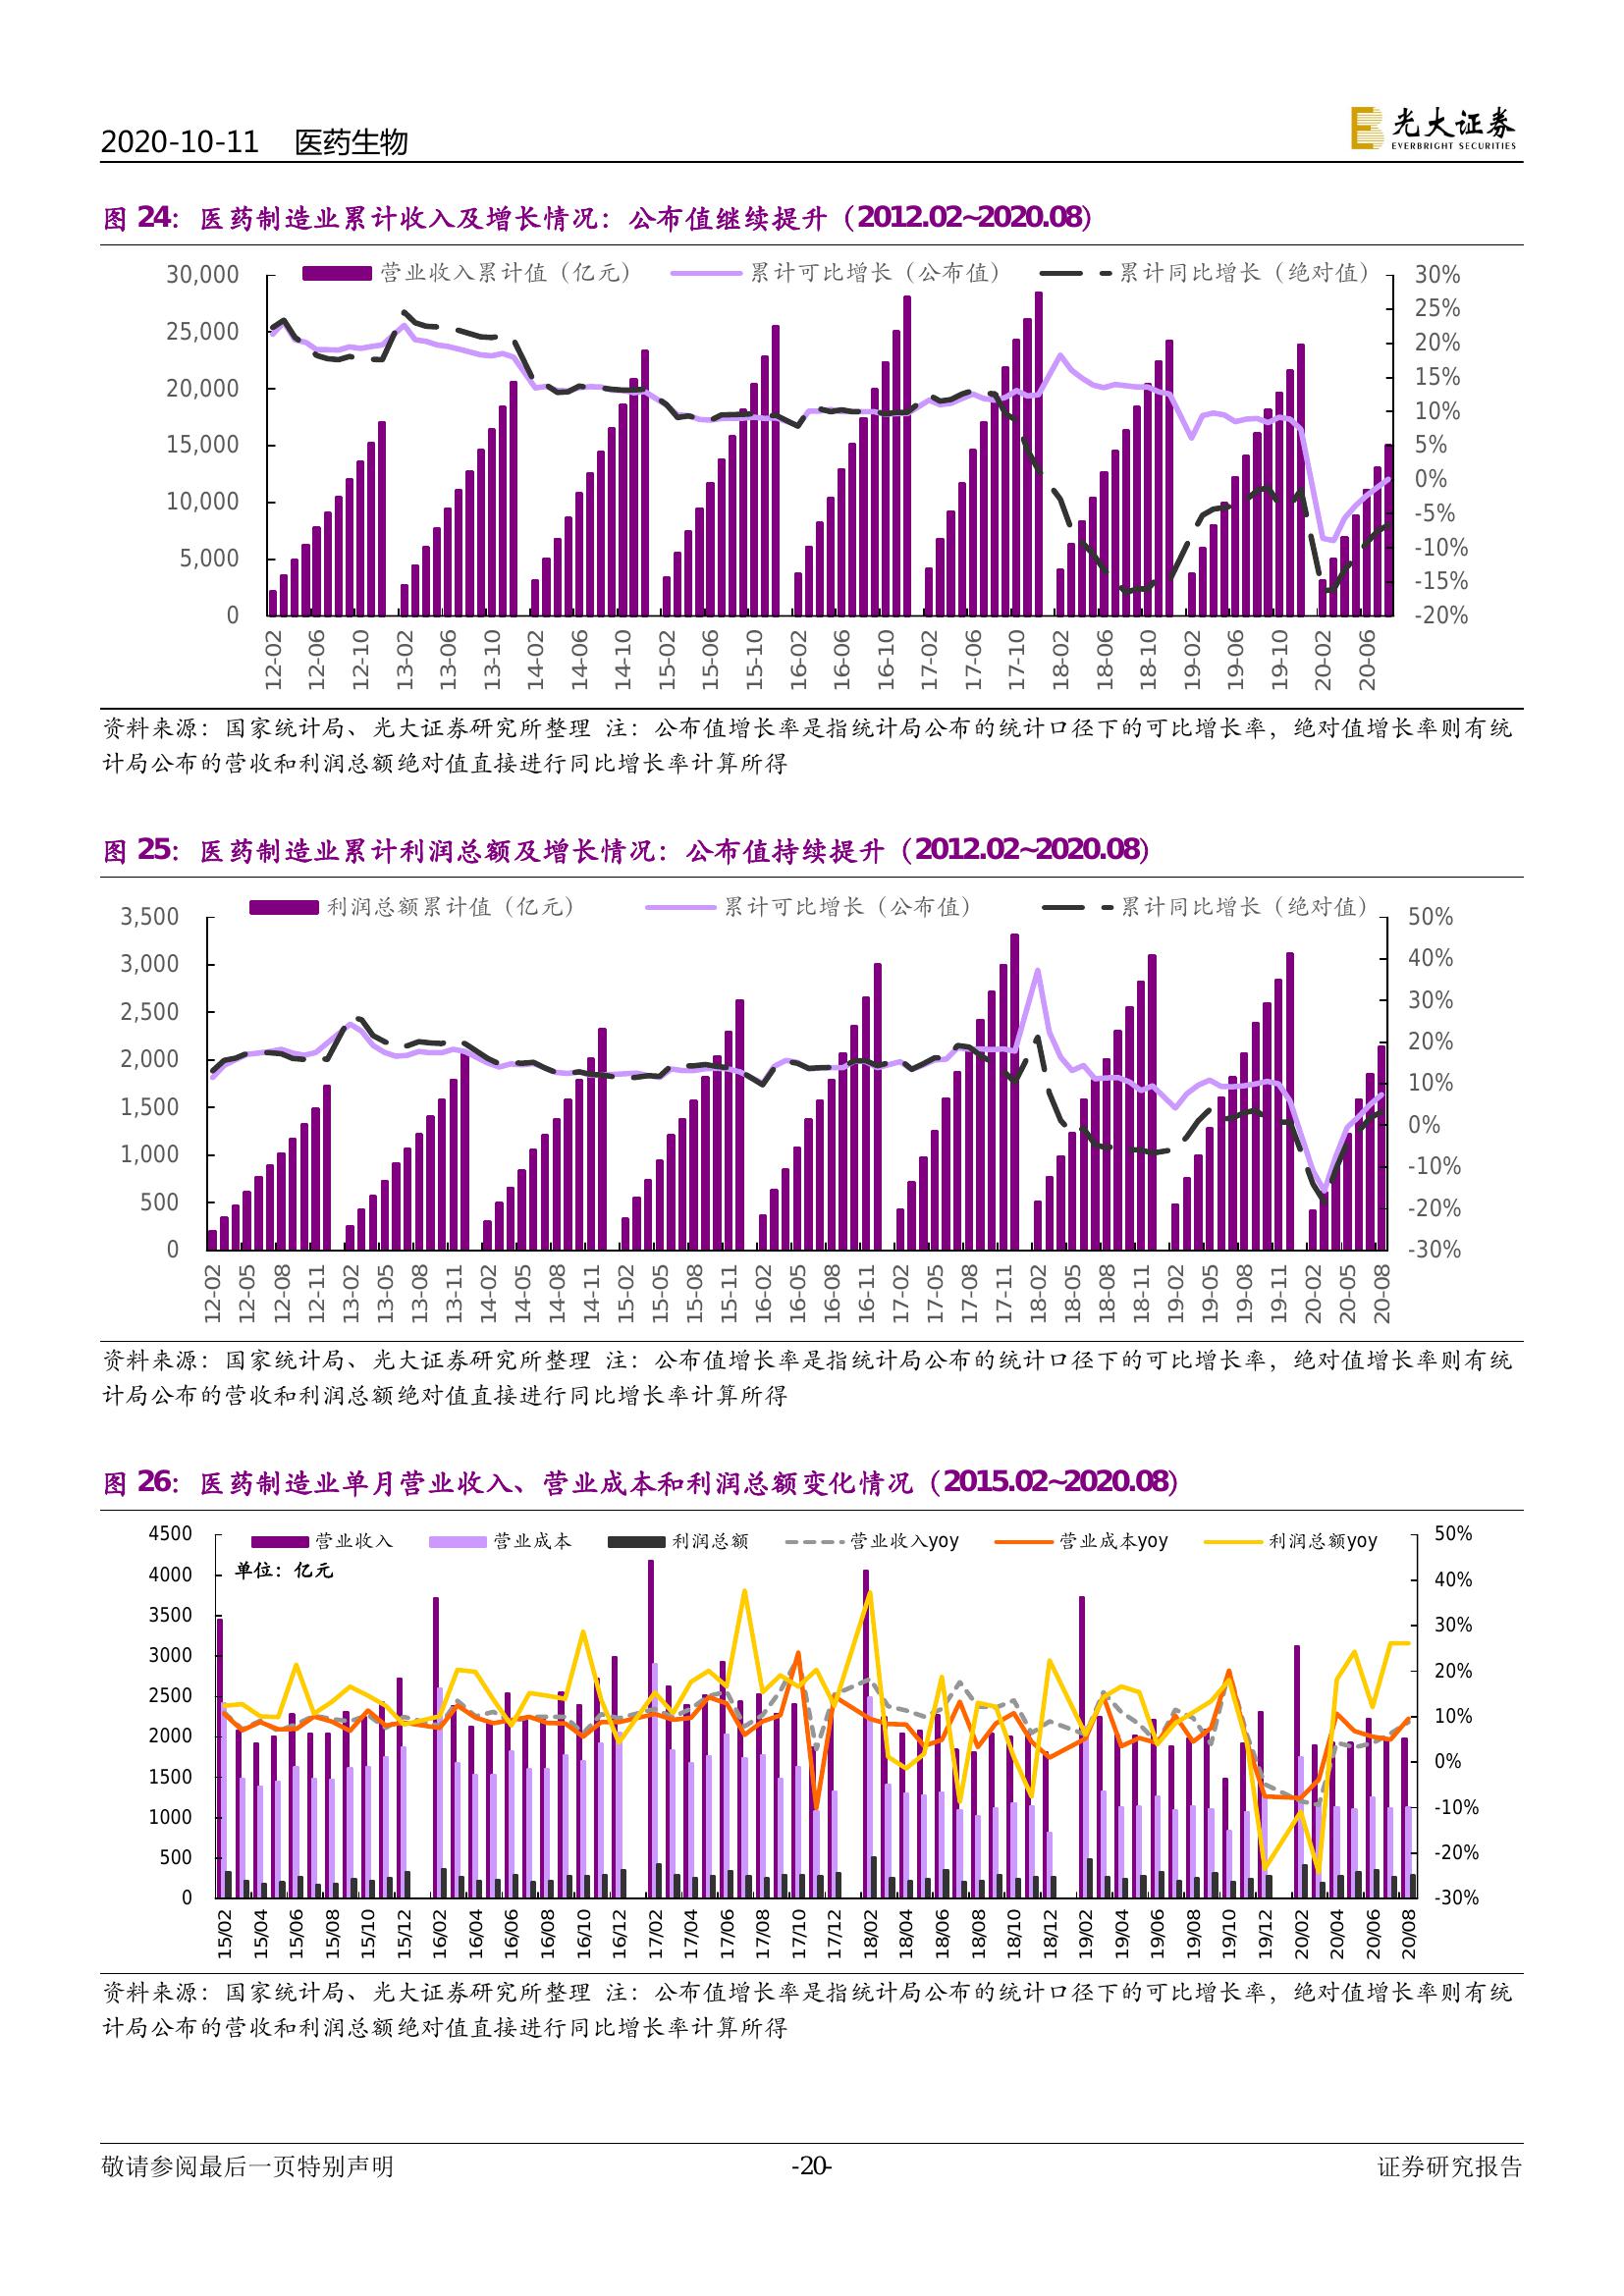 2020-10-11 医药生物
光大证券
EVERBRIGHT SECURITIES
图 24：医药制造业累计收入及增长情况：公布值继续提升（2012.02~2020.08）
营业收入累计值（亿元） 累计可比增长（公布值） 累计同比增长（绝对值）
30,000 30%
25%
25,000
20%
20,000 15%
10%
15,000 5%
0%
10,000
-5%
5,000 -10%
-15%
0 -20%
12-02 12-06 12-10 13-02 13-06 13-10 14-02 14-06 14-10 15-02 15-06 15-10 16-02 16-06 16-10 17-02 17-06 17-10 18-02 18-06 18-10 19-02 19-06 19-10 20-02 20-06
资料来源：国家统计局、光大证券研究所整理 注：公布值增长率是指统计局公布的统计口径下的可比增长率，绝对值增长率则有统
计局公布的营收和利润总额绝对值直接进行同比增长率计算所得
图 25：医药制造业累计利润总额及增长情况：公布值持续提升（2012.02~2020.08）
利润总额累计值（亿元） 累计可比增长（公布值） 累计同比增长（绝对值）
3,500 50%
3,000 40%
2,500 30%
2,000 20%
1,500 10%
0%
1,000 -10%
500 -20%
0 -30%
12-02 12-05 12-08 12-11 13-02 13-05 13-08 13-11 14-02 14-05 14-08 14-11 15-02 15-05 15-08 15-11 16-02 16-05 16-08 16-11 17-02 17-05 17-08 17-11 18-02 18-05 18-08 18-11 19-02 19-05 19-08 19-11 20-02 20-05 20-08
资料来源：国家统计局、光大证券研究所整理 注：公布值增长率是指统计局公布的统计口径下的可比增长率，绝对值增长率则有统
计局公布的营收和利润总额绝对值直接进行同比增长率计算所得
图 26：医药制造业单月营业收入、营业成本和利润总额变化情况（2015.02~2020.08）
4500 50%
营业收入 营业成本 利润总额 营业收入yoy 营业成本yoy 利润总额yoy
单位：亿元
4000 40%
3500 30%
3000
2500 20%
2000 10%
0%
1500
1000 -10%
500 -20%
0 -30%
15/02 15/04 15/06 15/08 15/10 15/12 16/02 16/04 16/06 16/08 16/10 16/12 17/02 17/04 17/06 17/08 17/10 17/12 18/02 18/04 18/06 18/08 18/10 18/12 19/02 19/04 19/06 19/08 19/10 19/12 20/02 20/04 20/06 20/08
资料来源：国家统计局、光大证券研究所整理 注：公布值增长率是指统计局公布的统计口径下的可比增长率，绝对值增长率则有统
计局公布的营收和利润总额绝对值直接进行同比增长率计算所得
敬请参阅最后一页特别声明 -20- 证券研究报告